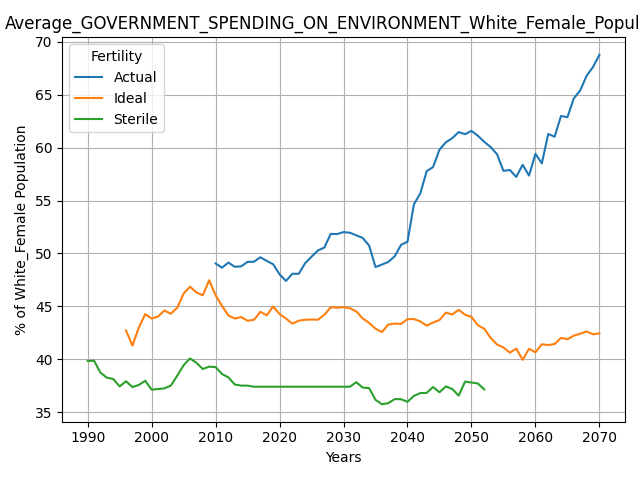 Average_GOVERNMENT_SPENDING_ON_ENVIRONMENT_White_Female_Popul
% of White_Female Population
70
65
60
55
50
45
40
35
Fertility
Actual
Ideal
Sterile
1990 2000 2010 2020 2030 2040 2050 2060 2070
Years